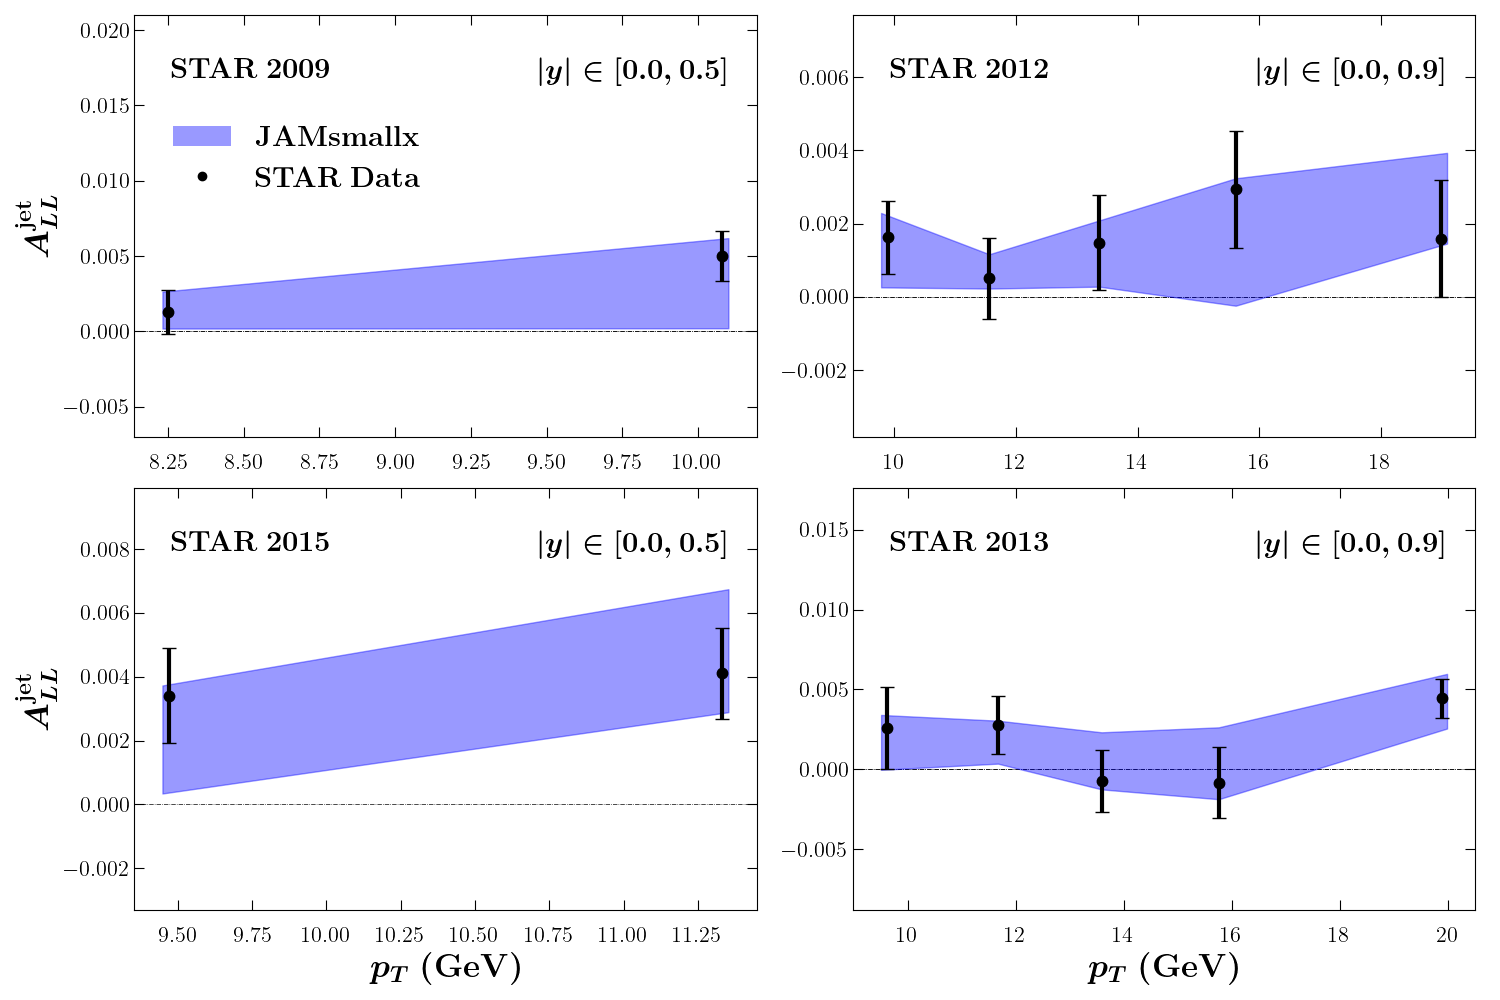 STAR 2009
|y| ∈ [0.0, 0.5]
JAMsmallx
STAR Data
A_{LL}^{jet}
0.020
0.015
0.010
0.005
0.000
−0.005
8.25 8.50 8.75 9.00 9.25 9.50 9.75 10.00
STAR 2012
|y| ∈ [0.0, 0.9]
0.006
0.004
0.002
0.000
−0.002
10 12 14 16 18
STAR 2015
|y| ∈ [0.0, 0.5]
A_{LL}^{jet}
0.008
0.006
0.004
0.002
0.000
−0.002
9.50 9.75 10.00 10.25 10.50 10.75 11.00 11.25
p_T (GeV)
STAR 2013
|y| ∈ [0.0, 0.9]
0.015
0.010
0.005
0.000
−0.005
10 12 14 16 18 20
p_T (GeV)